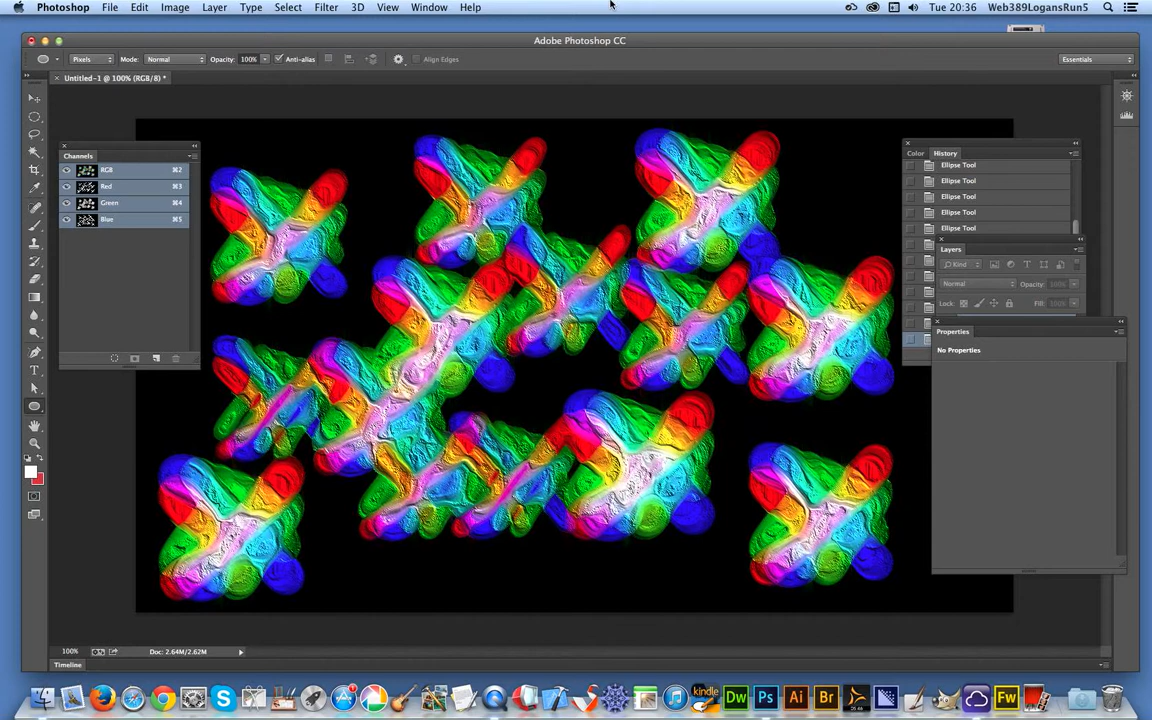 Photoshop File Edit Image Layer Type Select Filter 3D View Window Help Tue 20:36 Web389LogansRun5
Adobe Photoshop CC
Pixels Mode: Normal Opacity: 100% Anti-alias Align Edges Essentials
Untitled-1 @ 100% (RGB/8) *
Channels
RGB ⌘2
Red ⌘3
Green ⌘4
Blue ⌘5
Color History
Ellipse Tool
Ellipse Tool
Ellipse Tool
Ellipse Tool
Ellipse Tool
Layers
Kind
Normal Opacity:
Lock: Fill: 100%
Properties
No Properties
100% Doc: 2.64M/2.62M
Timeline
kindle Dw Ps Ai Br Fw